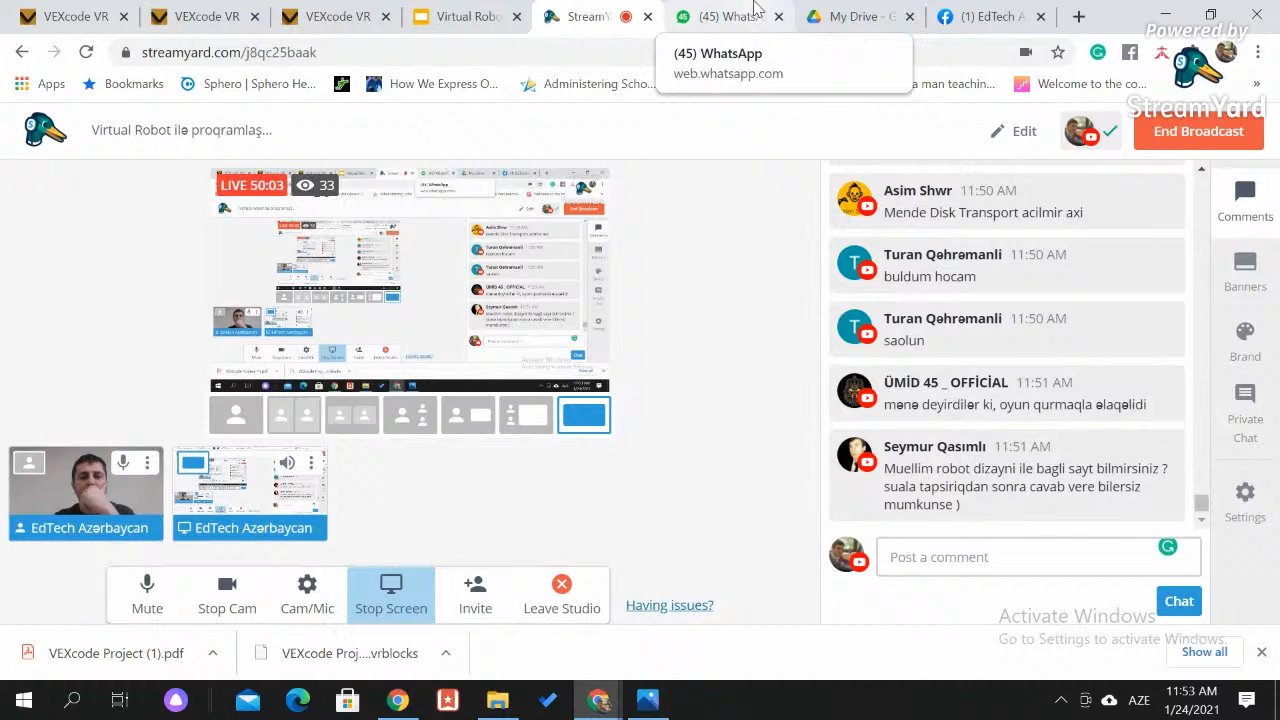 VEXcode VR
VEXcode VR
VEXcode VR
Virtual Robo
StreamY
(45) Whats
My Drive - G
(1) EdTech A
streamyard.com/j8qc25baak
(45) WhatsApp
web.whatsapp.com
Powered by
StreamYard
Apps
Bookmarks
Sphero | Sphero He...
How We Express O...
Administering Scho...
a man teachin...
Welcome to the co...
»
Virtual Robot ilə proqramlaş...
Edit
End Broadcast
LIVE 50:03
33
Asim Shwr 11:50 AM
Mende Disk Transport acilmir axi
Turan Qəhrəmanli 11:50 AM
buldum hocam
Turan Qəhrəmanli 11:50 AM
saolun
ÜMİD 45 _ OFFİCİAL 11:51 AM
mənə deyirdilər ki, oyun qurmaqla əlaqəlidi
Seymur Qasımlı 11:51 AM
Muellim robot dizayni ile bagli sayt bilmirsiniz ?
suala tapsiriqdan sonra cavab vere bilersiz
mumkunse )
Comments
Banners
Brand
Private
Chat
Settings
EdTech Azərbaycan
EdTech Azərbaycan
Post a comment
Chat
Mute
Stop Cam
Cam/Mic
Stop Screen
Invite
Leave Studio
Having issues?
Activate Windows
Go to Settings to activate Windows.
VEXcode Project (1).pdf
VEXcode Proj....vrblocks
Show all
AZE
11:53 AM
1/24/2021